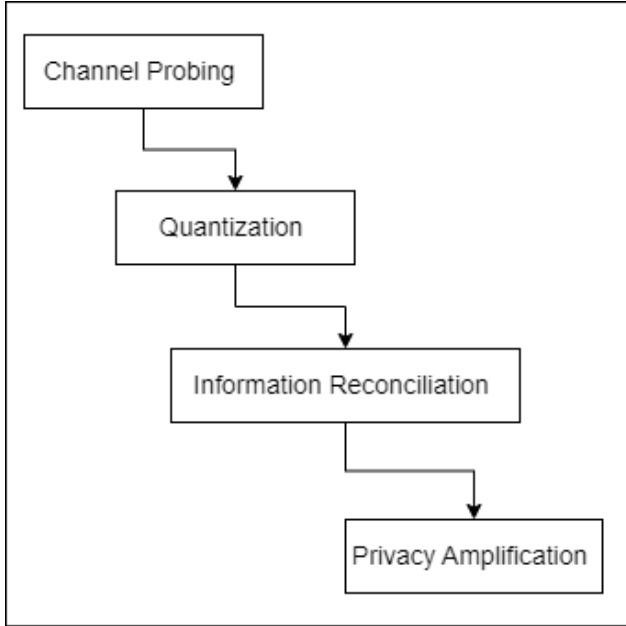 Channel Probing
Quantization
Information Reconciliation
Privacy Amplification